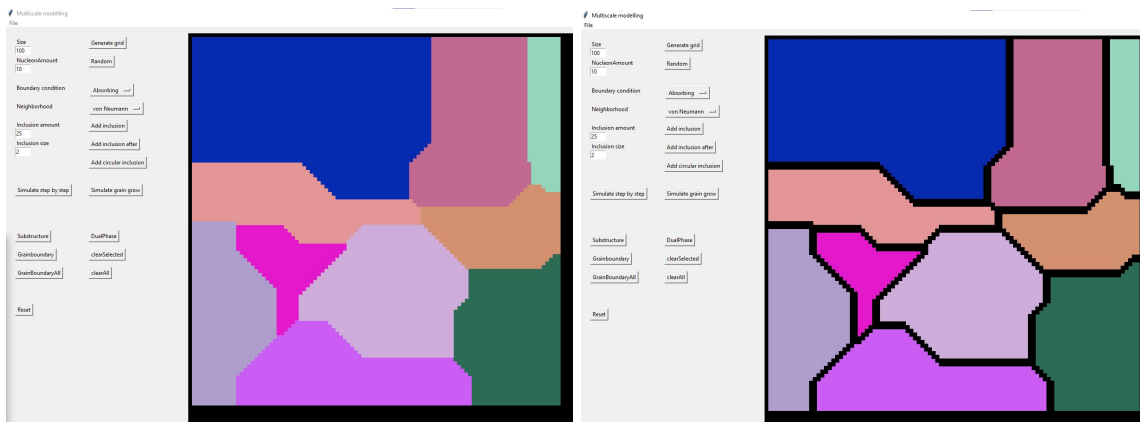 Multiscale modelling
File
Size
100
Generate grid
NucleonAmount
10
Random
Boundary condition
Absorbing
Neighborhood
von Neumann
Inclusion amount
25
Add inclusion
Inclusion size
2
Add inclusion after
Add circular inclusion
Simulate step by step
Simulate grain grow
Substructure
DualPhase
Grainboundary
clearSelected
GrainBoundaryAll
clearAll
Reset
Multiscale modelling
File
Size
100
Generate grid
NucleonAmount
10
Random
Boundary condition
Absorbing
Neighborhood
von Neumann
Inclusion amount
25
Add inclusion
Inclusion size
2
Add inclusion after
Add circular inclusion
Simulate step by step
Simulate grain grow
Substructure
DualPhase
Grainboundary
clearSelected
GrainBoundaryAll
clearAll
Reset